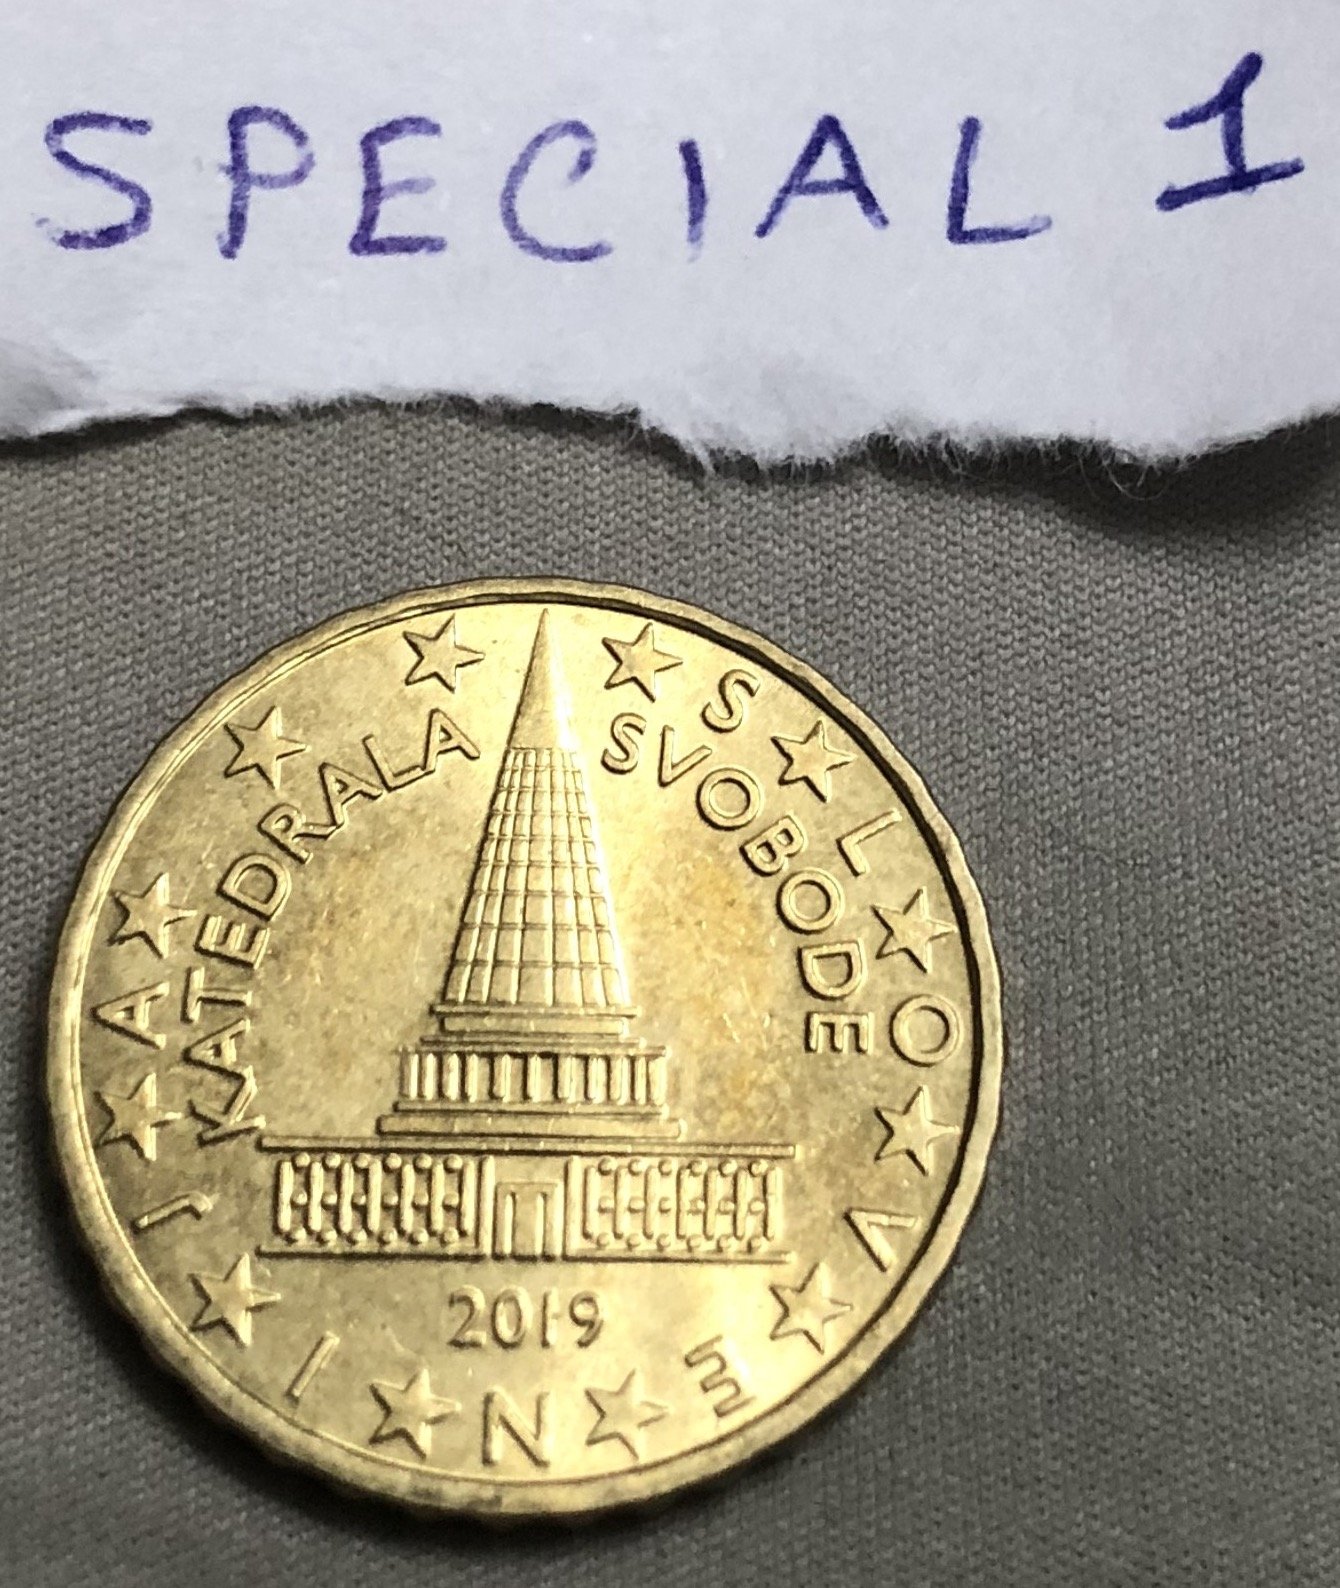 SPECIAL 1
KATEDRALA SVOBODE
SLOVENIJA
2019